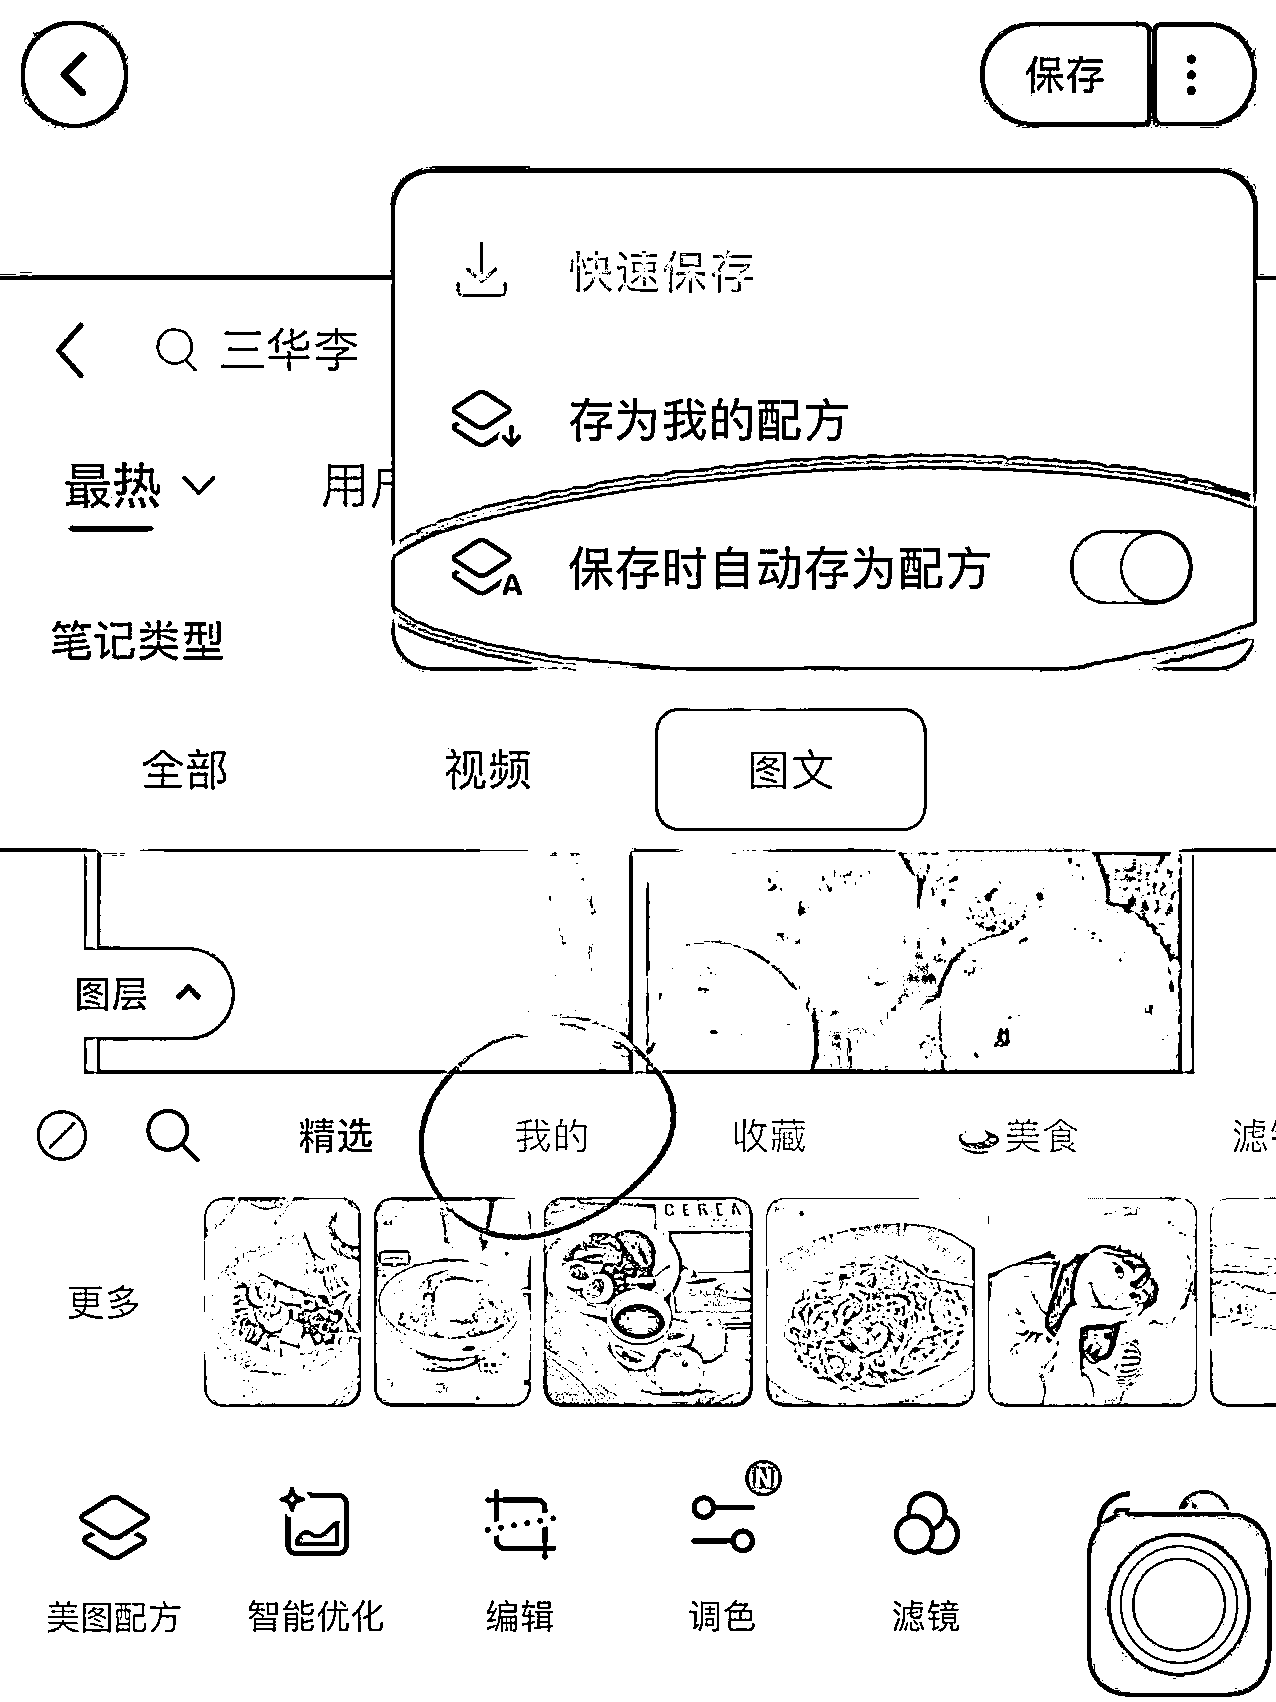 保存
快速保存
三华李
存为我的配方
最热 用户
保存时自动存为配方
A
笔记类型
全部 视频 图文
图层
精选 我的 收藏 美食 滤
CEREA
更多
N
美图配方 智能优化 编辑 调色 滤镜